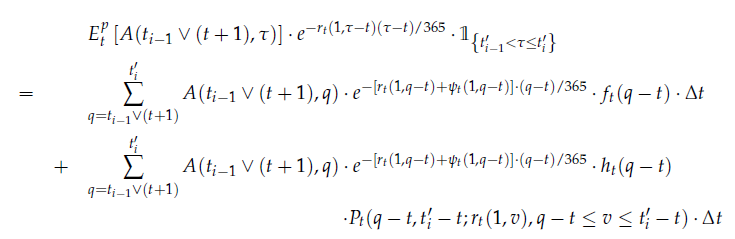 E_t^p [A(t_{i−1} ∨ (t + 1), τ)] · e^{−r_t(1,τ−t)(τ−t)/365} · 𝟙_{{t′_{i−1}<τ≤t′_i}}
= ∑_{q=t_{i−1}∨(t+1)}^{t′_i} A(t_{i−1} ∨ (t + 1), q) · e^{−[r_t(1,q−t)+ψ_t(1,q−t)]·(q−t)/365} · f_t(q − t) · Δt
+ ∑_{q=t_{i−1}∨(t+1)}^{t′_i} A(t_{i−1} ∨ (t + 1), q) · e^{−[r_t(1,q−t)+ψ_t(1,q−t)]·(q−t)/365} · h_t(q − t)
·P_t(q − t, t′_i − t; r_t(1, v), q − t ≤ v ≤ t′_i − t) · Δt